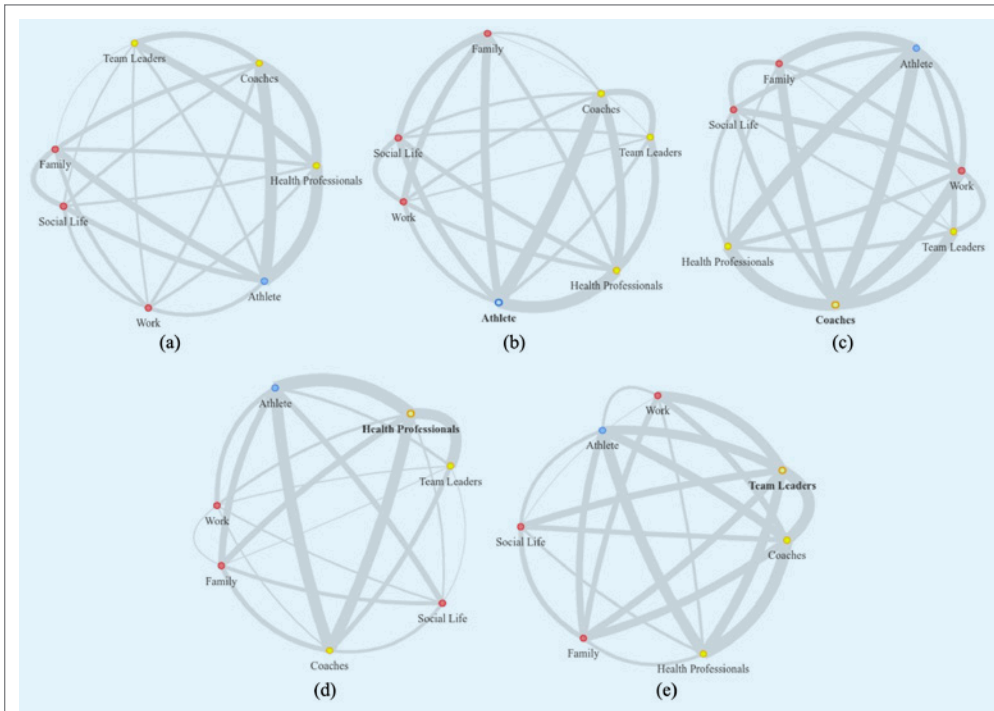 Team Leaders
Coaches
Family
Health Professionals
Social Life
Athlete
Work
(a)
Family
Coaches
Social Life
Team Leaders
Work
Health Professionals
Athlete
(b)
Athlete
Family
Social Life
Work
Team Leaders
Health Professionals
Coaches
(c)
Athlete
Health Professionals
Team Leaders
Work
Family
Social Life
Coaches
(d)
Work
Athlete
Team Leaders
Social Life
Coaches
Family
Health Professionals
(e)